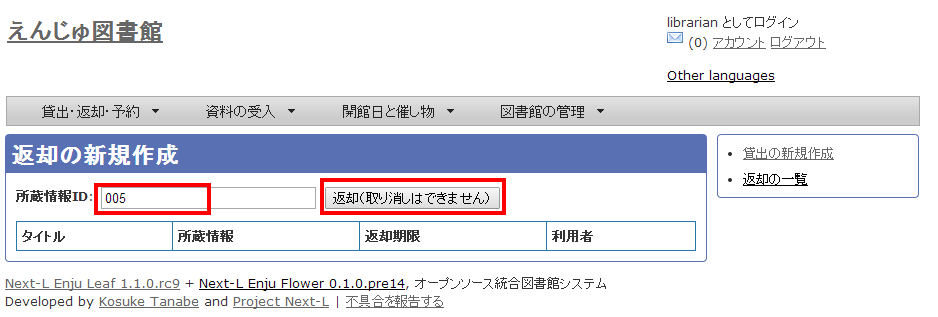 えんじゅ図書館
librarian としてログイン
(0) アカウント ログアウト
Other languages
貸出・返却・予約 ▼ 資料の受入 ▼ 開館日と催し物 ▼ 図書館の管理 ▼
返却の新規作成
所蔵情報ID: 005 返却(取り消しはできません)
タイトル 所蔵情報 返却期限 利用者
• 貸出の新規作成
• 返却の一覧
Next-L Enju Leaf 1.1.0.rc9 + Next-L Enju Flower 0.1.0.pre14, オープンソース統合図書館システム
Developed by Kosuke Tanabe and Project Next-L | 不具合を報告する